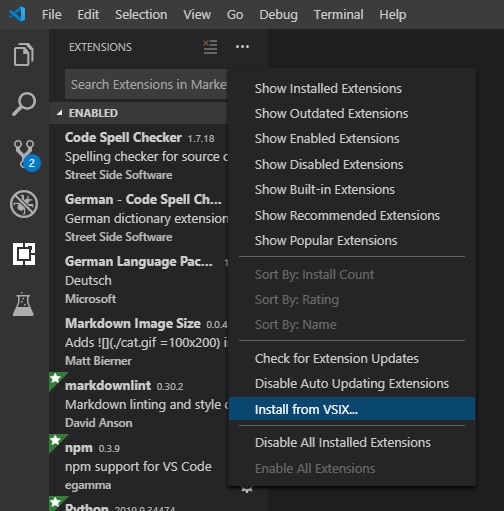 File Edit Selection View Go Debug Terminal Help
EXTENSIONS
Search Extensions in Marke
ENABLED
Code Spell Checker 1.7.18
Spelling checker for source c
Street Side Software
German - Code Spell Ch...
German dictionary extension
Street Side Software
German Language Pac...
Deutsch
Microsoft
Markdown Image Size 0.0.4
Adds ![](./cat.gif =100x200) i
Matt Bierner
markdownlint 0.30.2
Markdown linting and style c
David Anson
npm 0.3.9
npm support for VS Code
egamma
Python 2019.9.34474
2
Show Installed Extensions
Show Outdated Extensions
Show Enabled Extensions
Show Disabled Extensions
Show Built-in Extensions
Show Recommended Extensions
Show Popular Extensions
Sort By: Install Count
Sort By: Rating
Sort By: Name
Check for Extension Updates
Disable Auto Updating Extensions
Install from VSIX...
Disable All Installed Extensions
Enable All Extensions